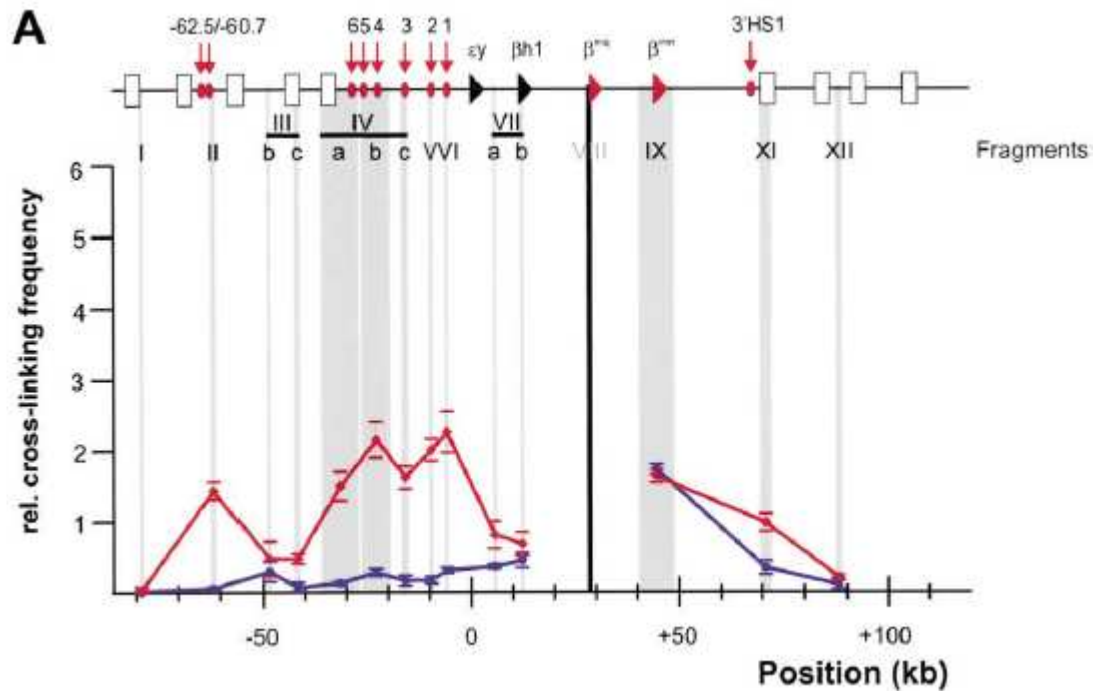 A
-62.5/-60.7 6 5 4 3 2 1 3'HS1
εy βh1 β βmin
III IV VII
I II b c a b c V VI a b VIII IX XI XII Fragments
6
5
4
3
2
1
rel. cross-linking frequency
-50 0 +50 +100
Position (kb)